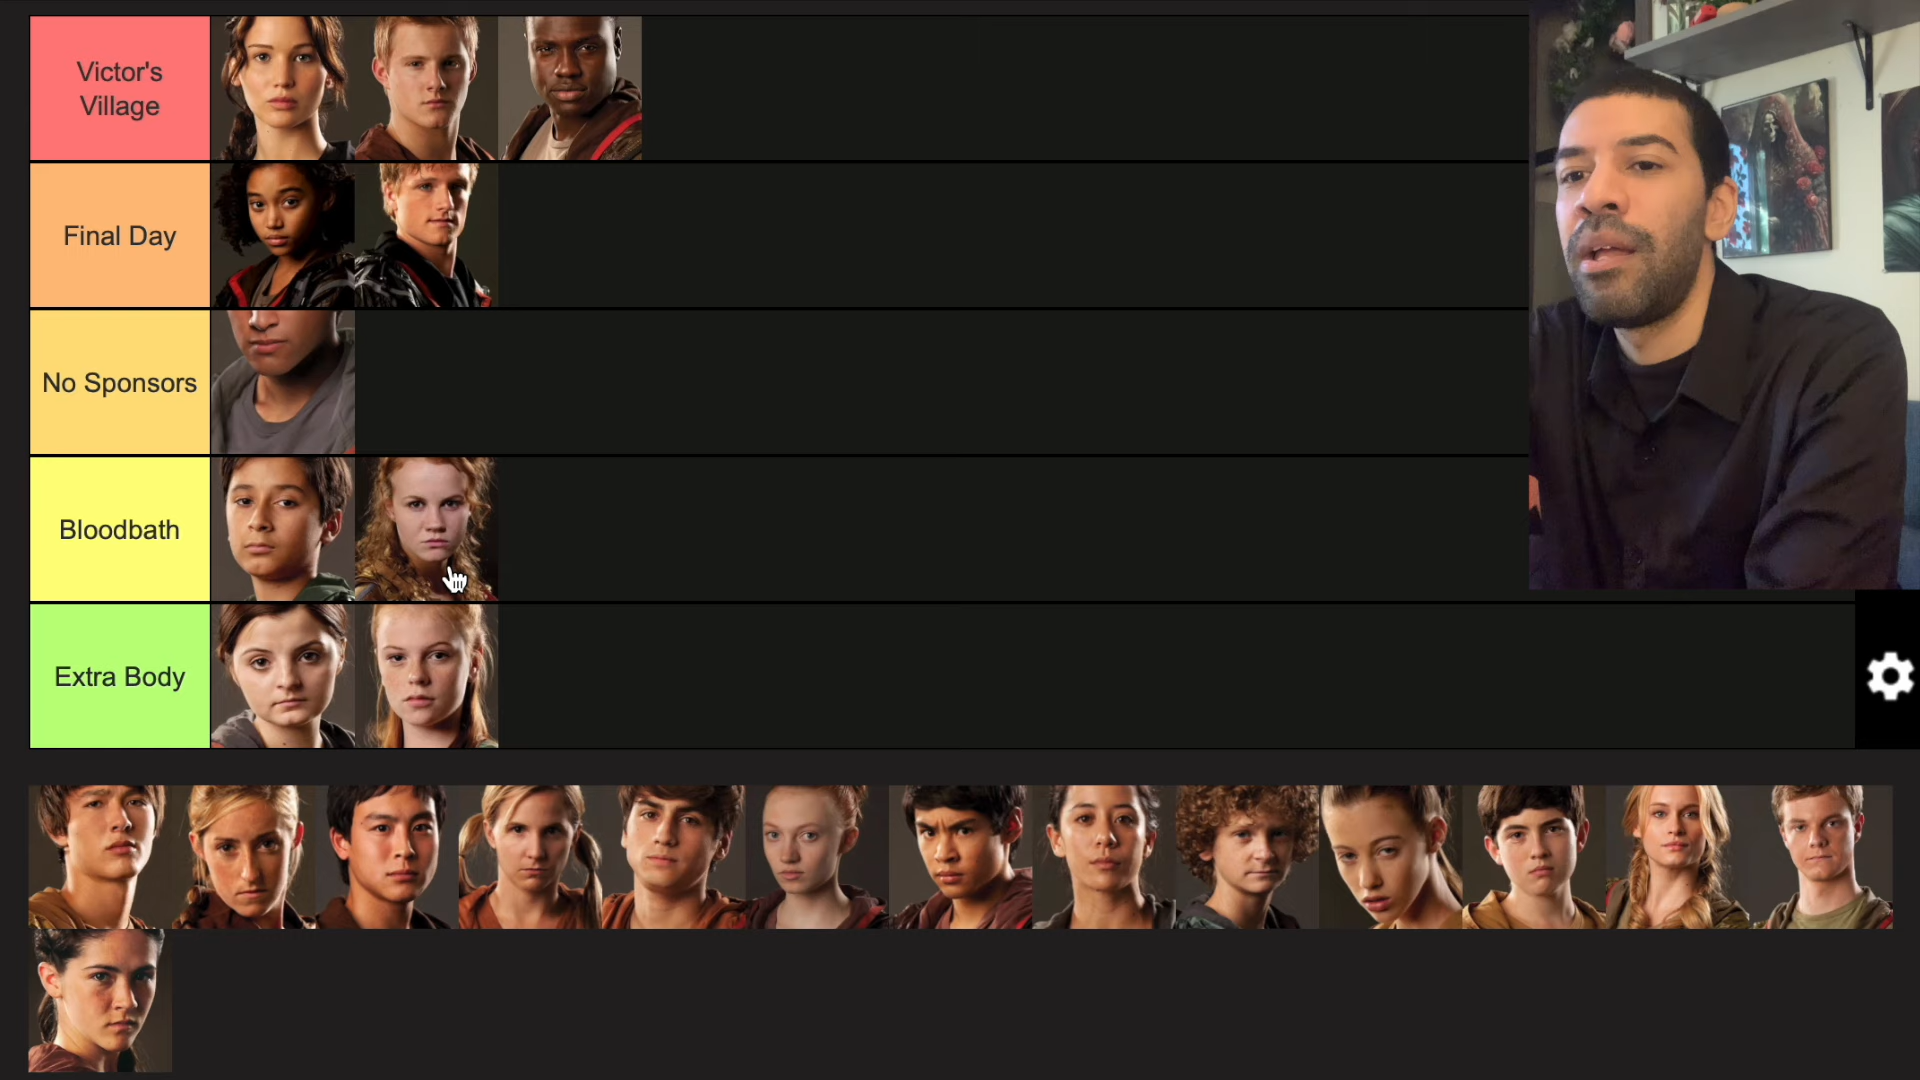 Victor's
Village
Final Day
No Sponsors
Bloodbath
Extra Body